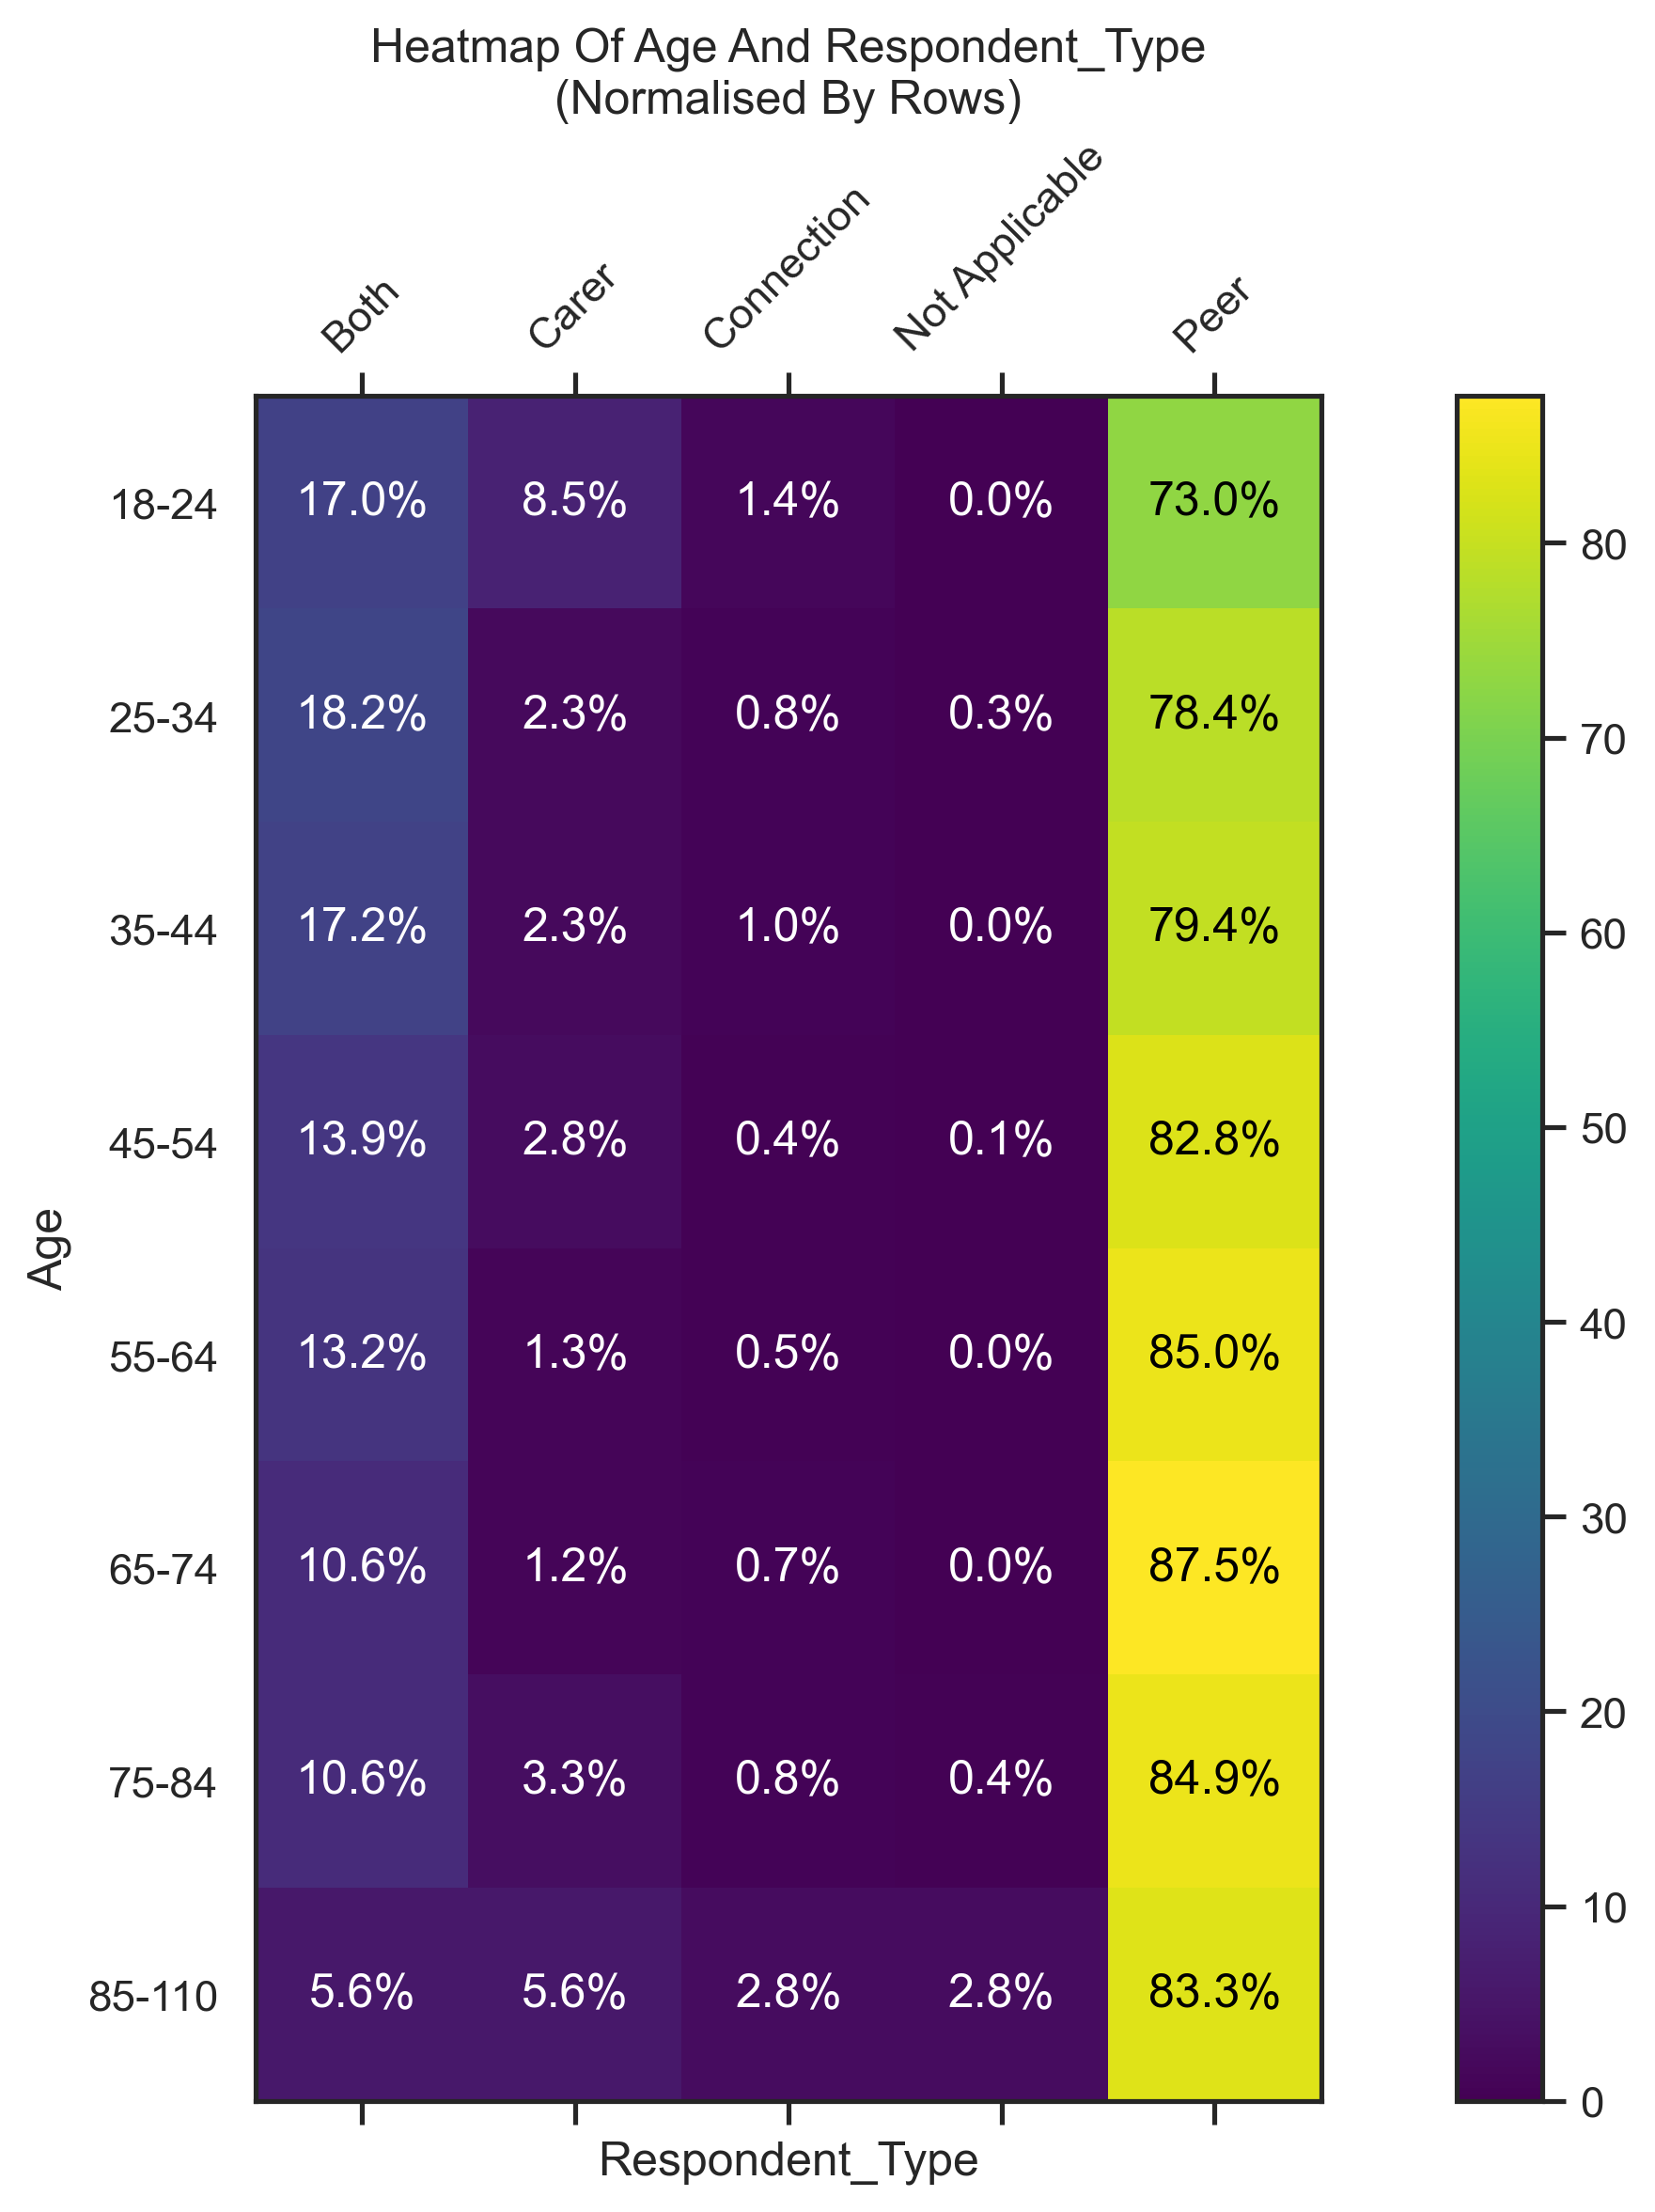 Heatmap Of Age And Respondent_Type
(Normalised By Rows)
Both Carer Connection Not Applicable Peer
18-24 17.0% 8.5% 1.4% 0.0% 73.0%
25-34 18.2% 2.3% 0.8% 0.3% 78.4%
35-44 17.2% 2.3% 1.0% 0.0% 79.4%
45-54 13.9% 2.8% 0.4% 0.1% 82.8%
55-64 13.2% 1.3% 0.5% 0.0% 85.0%
65-74 10.6% 1.2% 0.7% 0.0% 87.5%
75-84 10.6% 3.3% 0.8% 0.4% 84.9%
85-110 5.6% 5.6% 2.8% 2.8% 83.3%
Age
Respondent_Type
80
70
60
50
40
30
20
10
0